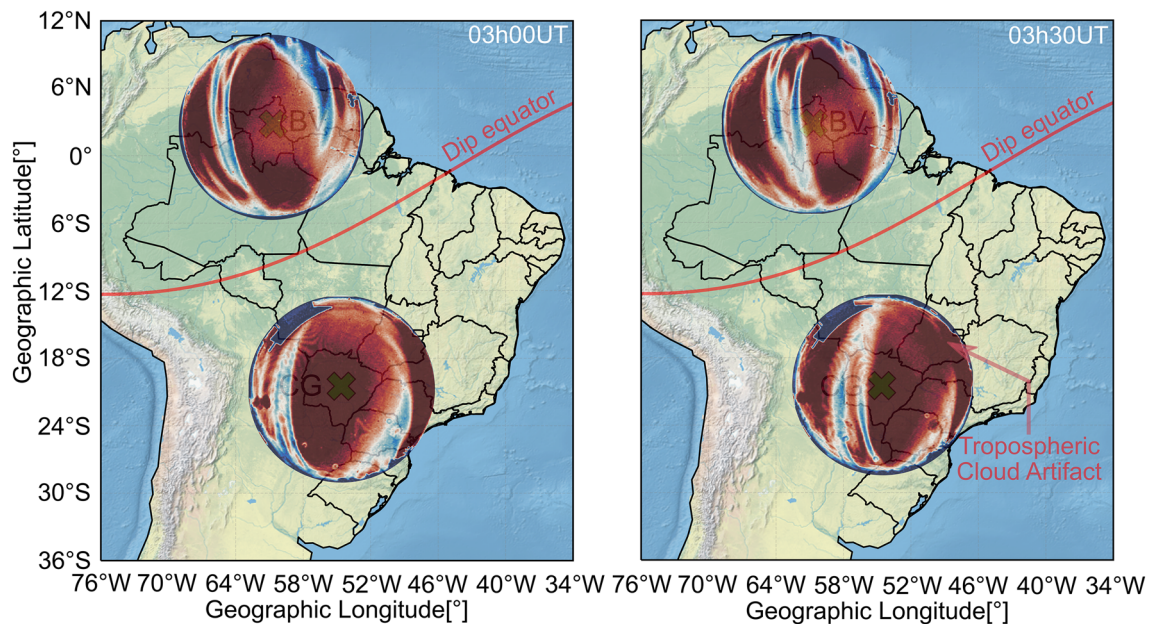 12°N
6°N
0°
6°S
12°S
18°S
24°S
30°S
36°S
Geographic Latitude[°]
03h00UT
BV
Dip equator
CG
76°W 70°W 64°W 58°W 52°W 46°W 40°W 34°W
Geographic Longitude[°]
03h30UT
BV
Dip equator
CG
Tropospheric
Cloud Artifact
76°W 70°W 64°W 58°W 52°W 46°W 40°W 34°W
Geographic Longitude[°]